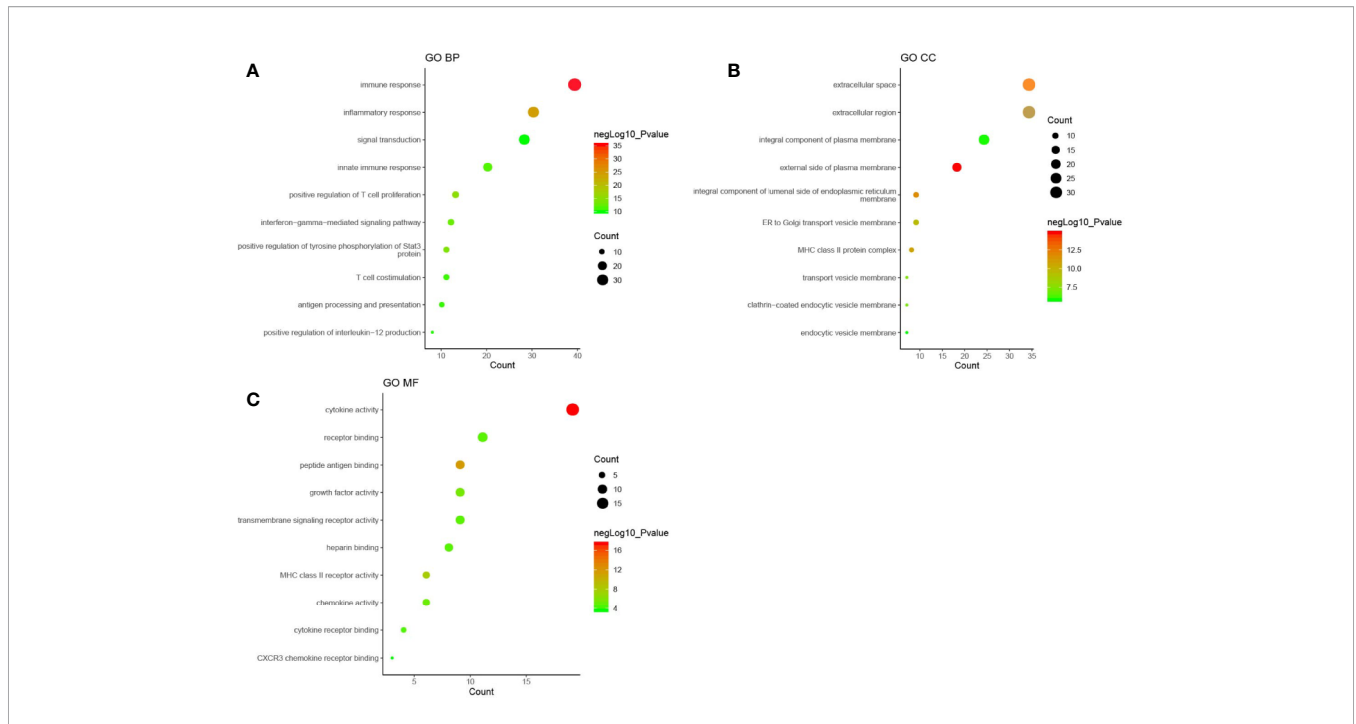 A
GO BP
immune response
inflammatory response
signal transduction
innate immune response
positive regulation of T cell proliferation
interferon-gamma-mediated signaling pathway
positive regulation of tyrosine phosphorylation of Stat3
protein
T cell costimulation
antigen processing and presentation
positive regulation of interleukin-12 production
10 20 30 40
Count
negLog10_Pvalue
35
30
25
20
15
10
Count
10
20
30
B
GO CC
extracellular space
extracellular region
integral component of plasma membrane
external side of plasma membrane
integral component of lumenal side of endoplasmic reticulum
membrane
ER to Golgi transport vesicle membrane
MHC class II protein complex
transport vesicle membrane
clathrin-coated endocytic vesicle membrane
endocytic vesicle membrane
10 15 20 25 30 35
Count
Count
10
15
20
25
30
negLog10_Pvalue
12.5
10.0
7.5
C
GO MF
cytokine activity
receptor binding
peptide antigen binding
growth factor activity
transmembrane signaling receptor activity
heparin binding
MHC class II receptor activity
chemokine activity
cytokine receptor binding
CXCR3 chemokine receptor binding
5 10 15
Count
Count
5
10
15
negLog10_Pvalue
16
12
8
4